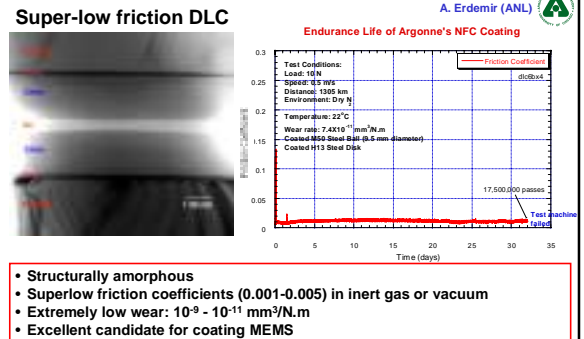 Super-low friction DLC
A. Erdemir (ANL)
Endurance Life of Argonne's NFC Coating
0.3
0.25
0.2
0.15
0.1
0.05
0
Test Conditions:
Load: 10 N
Speed: 0.5 m/s
Distance: 1305 km
Environment: Dry N2
Temperature: 22°C
Wear rate: 7.4X10⁻¹¹ mm³/N.m
Coated M50 Steel Ball (9.5 mm diameter)
Coated H13 Steel Disk
Friction Coefficient
dlc6bx4
17,500,000 passes
Test machine
failed
0 5 10 15 20 25 30 35
Time (days)
• Structurally amorphous
• Superlow friction coefficients (0.001-0.005) in inert gas or vacuum
• Extremely low wear: 10⁻⁹ - 10⁻¹¹ mm³/N.m
• Excellent candidate for coating MEMS